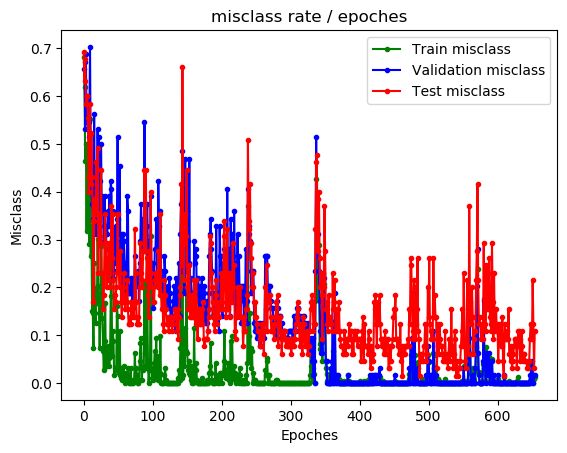 misclass rate / epoches
Train misclass
Validation misclass
Test misclass
Misclass
0.7
0.6
0.5
0.4
0.3
0.2
0.1
0.0
0 100 200 300 400 500 600
Epoches